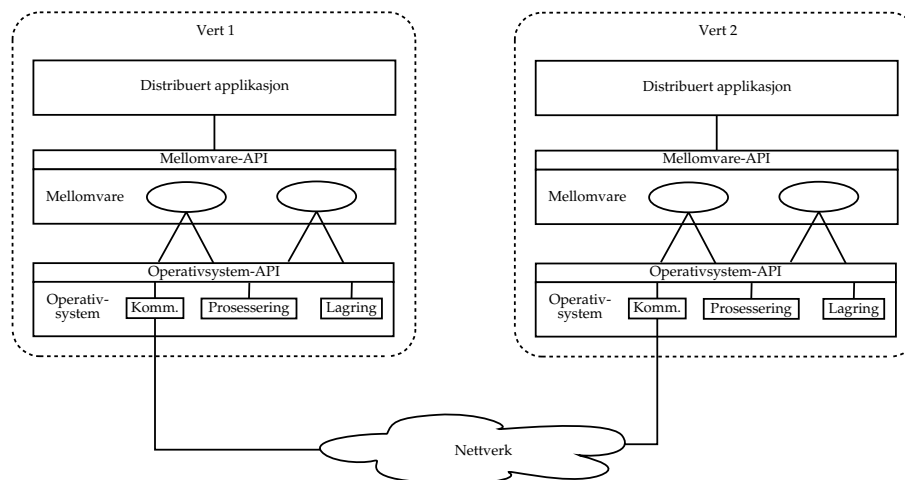 Vert 1
Distribuert applikasjon
Mellomvare-API
Mellomvare
Operativsystem-API
Operativ-
system
Komm.
Prosessering
Lagring
Vert 2
Distribuert applikasjon
Mellomvare-API
Mellomvare
Operativsystem-API
Operativ-
system
Komm.
Prosessering
Lagring
Nettverk